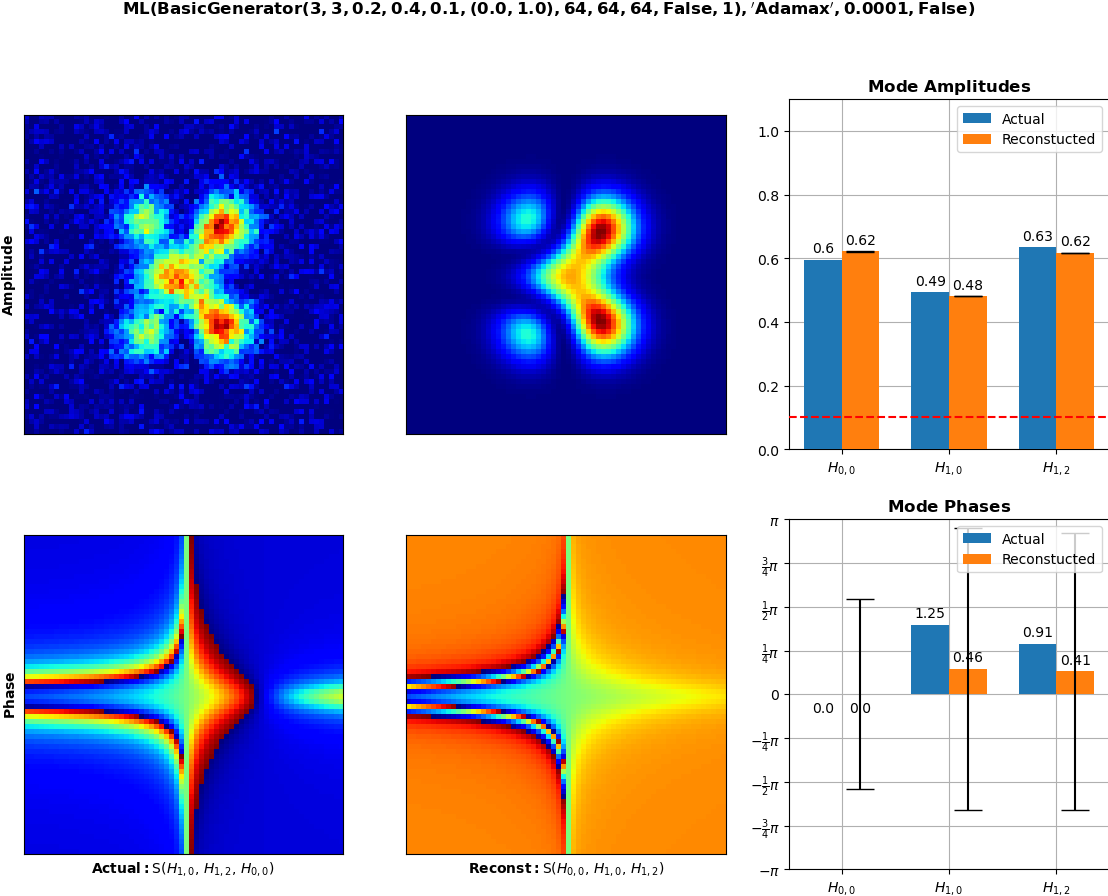 ML(BasicGenerator(3, 3, 0.2, 0.4, 0.1, (0.0, 1.0), 64, 64, 64, False, 1), ′Adamax′, 0.0001, False)
Amplitude
Mode Amplitudes
Actual
Reconstucted
1.0
0.8
0.6
0.4
0.2
0.0
0.6
0.62
0.49
0.48
0.63
0.62
H0,0
H1,0
H1,2
Phase
Actual: S(H1,0, H1,2, H0,0)
Reconst: S(H0,0, H1,0, H1,2)
Mode Phases
Actual
Reconstucted
π
3/4π
1/2π
1/4π
0
−1/4π
−1/2π
−3/4π
−π
0.0
0.0
1.25
0.46
0.91
0.41
H0,0
H1,0
H1,2